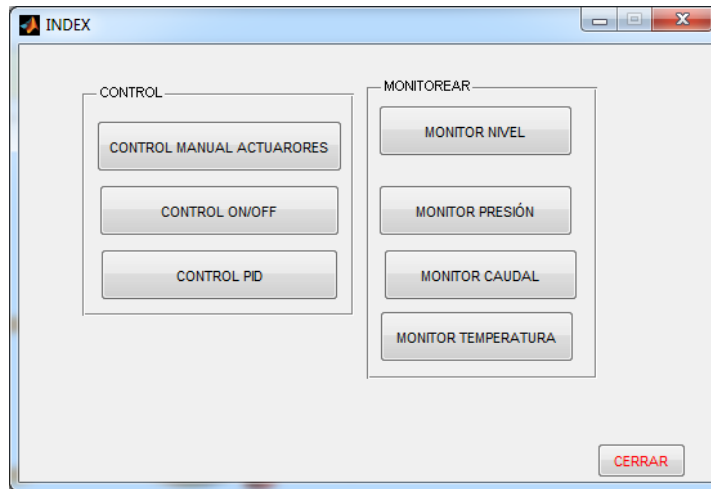 INDEX
CONTROL
CONTROL MANUAL ACTUARORES
CONTROL ON/OFF
CONTROL PID
MONITOREAR
MONITOR NIVEL
MONITOR PRESIÓN
MONITOR CAUDAL
MONITOR TEMPERATURA
CERRAR